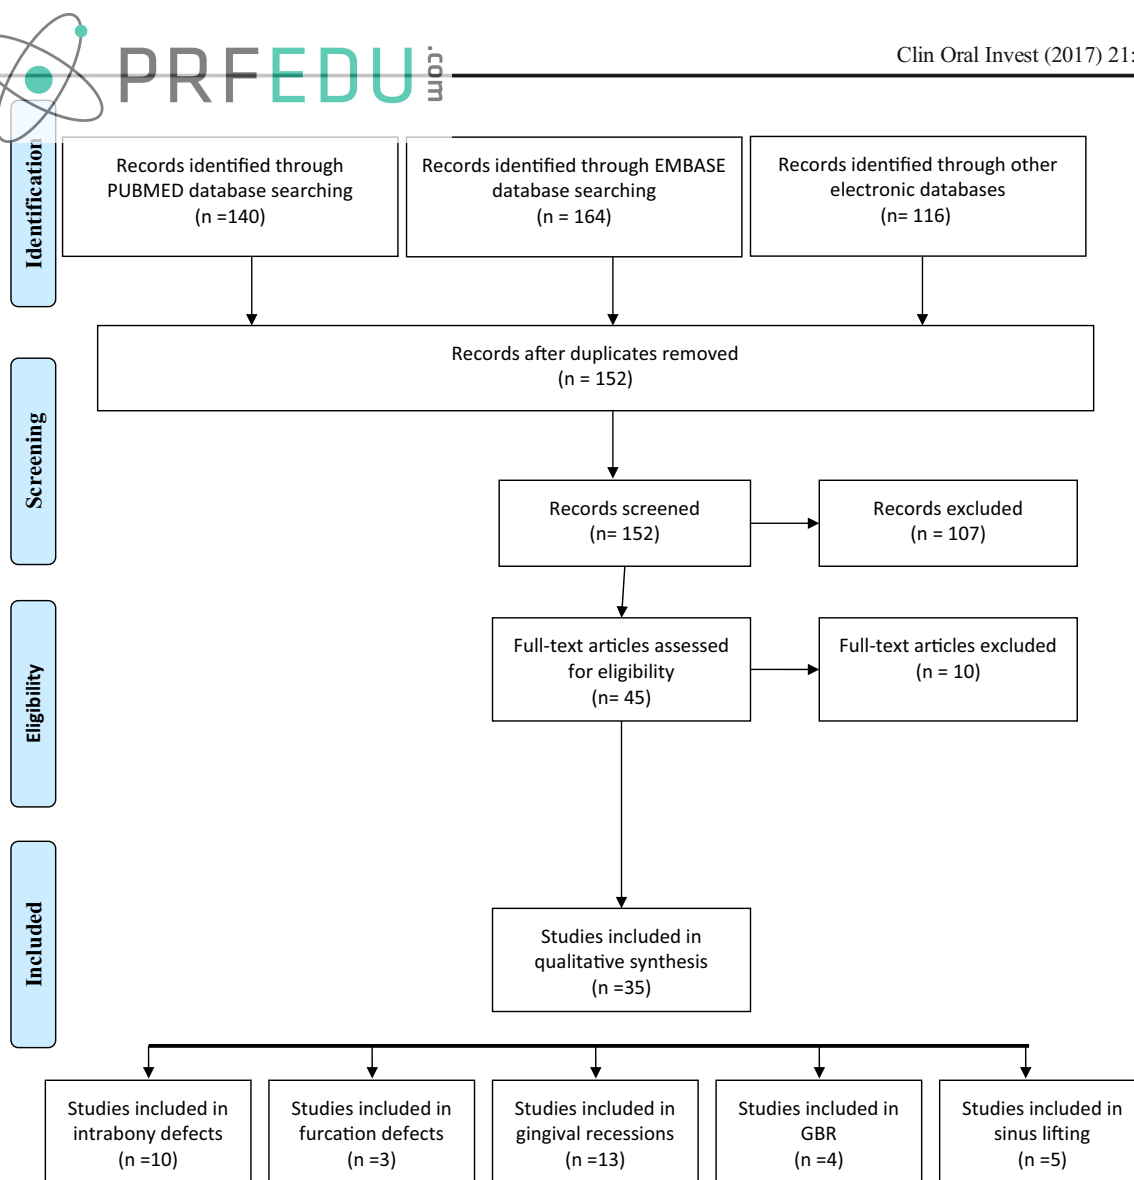 PRFEDU.com
Clin Oral Invest (2017) 21:
Identification
Records identified through
PUBMED database searching
(n =140)
Records identified through EMBASE
database searching
(n = 164)
Records identified through other
electronic databases
(n= 116)
Records after duplicates removed
(n = 152)
Screening
Records screened
(n= 152)
Records excluded
(n = 107)
Eligibility
Full-text articles assessed
for eligibility
(n= 45)
Full-text articles excluded
(n = 10)
Included
Studies included in
qualitative synthesis
(n =35)
Studies included in
intrabony defects
(n =10)
Studies included in
furcation defects
(n =3)
Studies included in
gingival recessions
(n =13)
Studies included in
GBR
(n =4)
Studies included in
sinus lifting
(n =5)